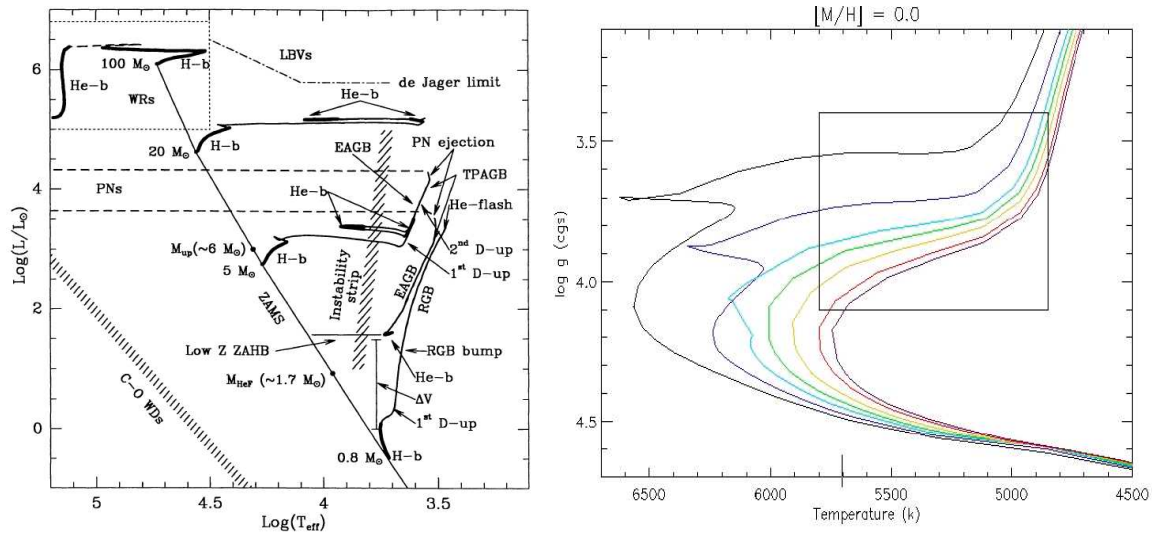 6
4
2
0
5
4.5
4
3.5
Log(L/L⊙)
Log(T_eff)
100 M⊙
H-b
He-b
WRs
LBVs
de Jager limit
He-b
20 M⊙
H-b
PN ejection
EAGB
TPAGB
PNs
He-b
He-flash
M_up(~6 M⊙)
5 M⊙
H-b
2nd D-up
1st D-up
ZAMS
Instability strip
EAGB
RGB
Low Z ZAHB
RGB bump
M_HeF (~1.7 M⊙)
He-b
ΔV
1st D-up
C-O WDs
0.8 M⊙
H-b
[M/H] = 0.0
3.5
4.0
4.5
log g (cgs)
6500
6000
5500
5000
4500
Temperature (k)